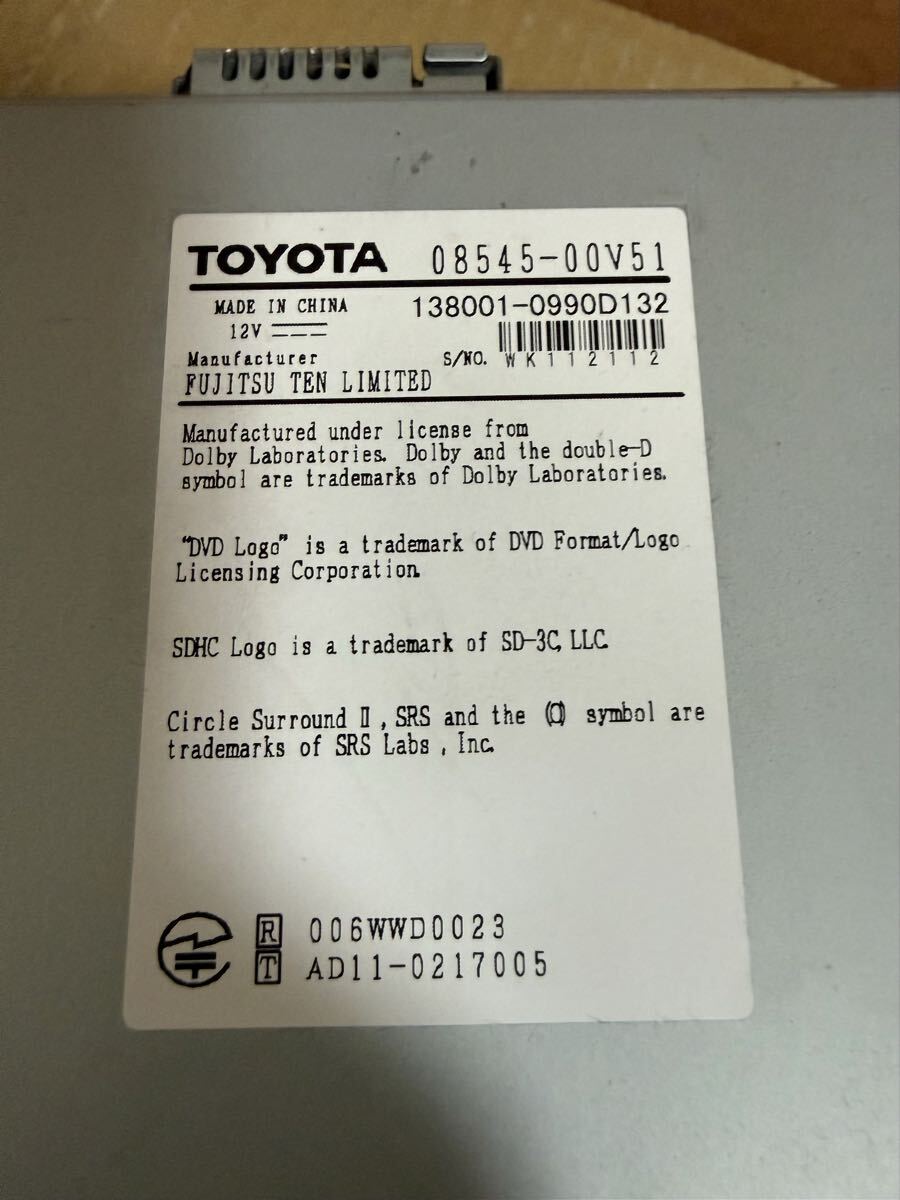 TOYOTA 08545-00V51
MADE IN CHINA 138001-0990D132
12V
Manufacturer S/NO. WK112112
FUJITSU TEN LIMITED
Manufactured under license from
Dolby Laboratories. Dolby and the double-D
symbol are trademarks of Dolby Laboratories.
"DVD Logo" is a trademark of DVD Format/Logo
Licensing Corporation.
SDHC Logo is a trademark of SD-3C, LLC.
Circle Surround Ⅱ, SRS and the symbol are
trademarks of SRS Labs, Inc.
R 006WWD0023
T AD11-0217005